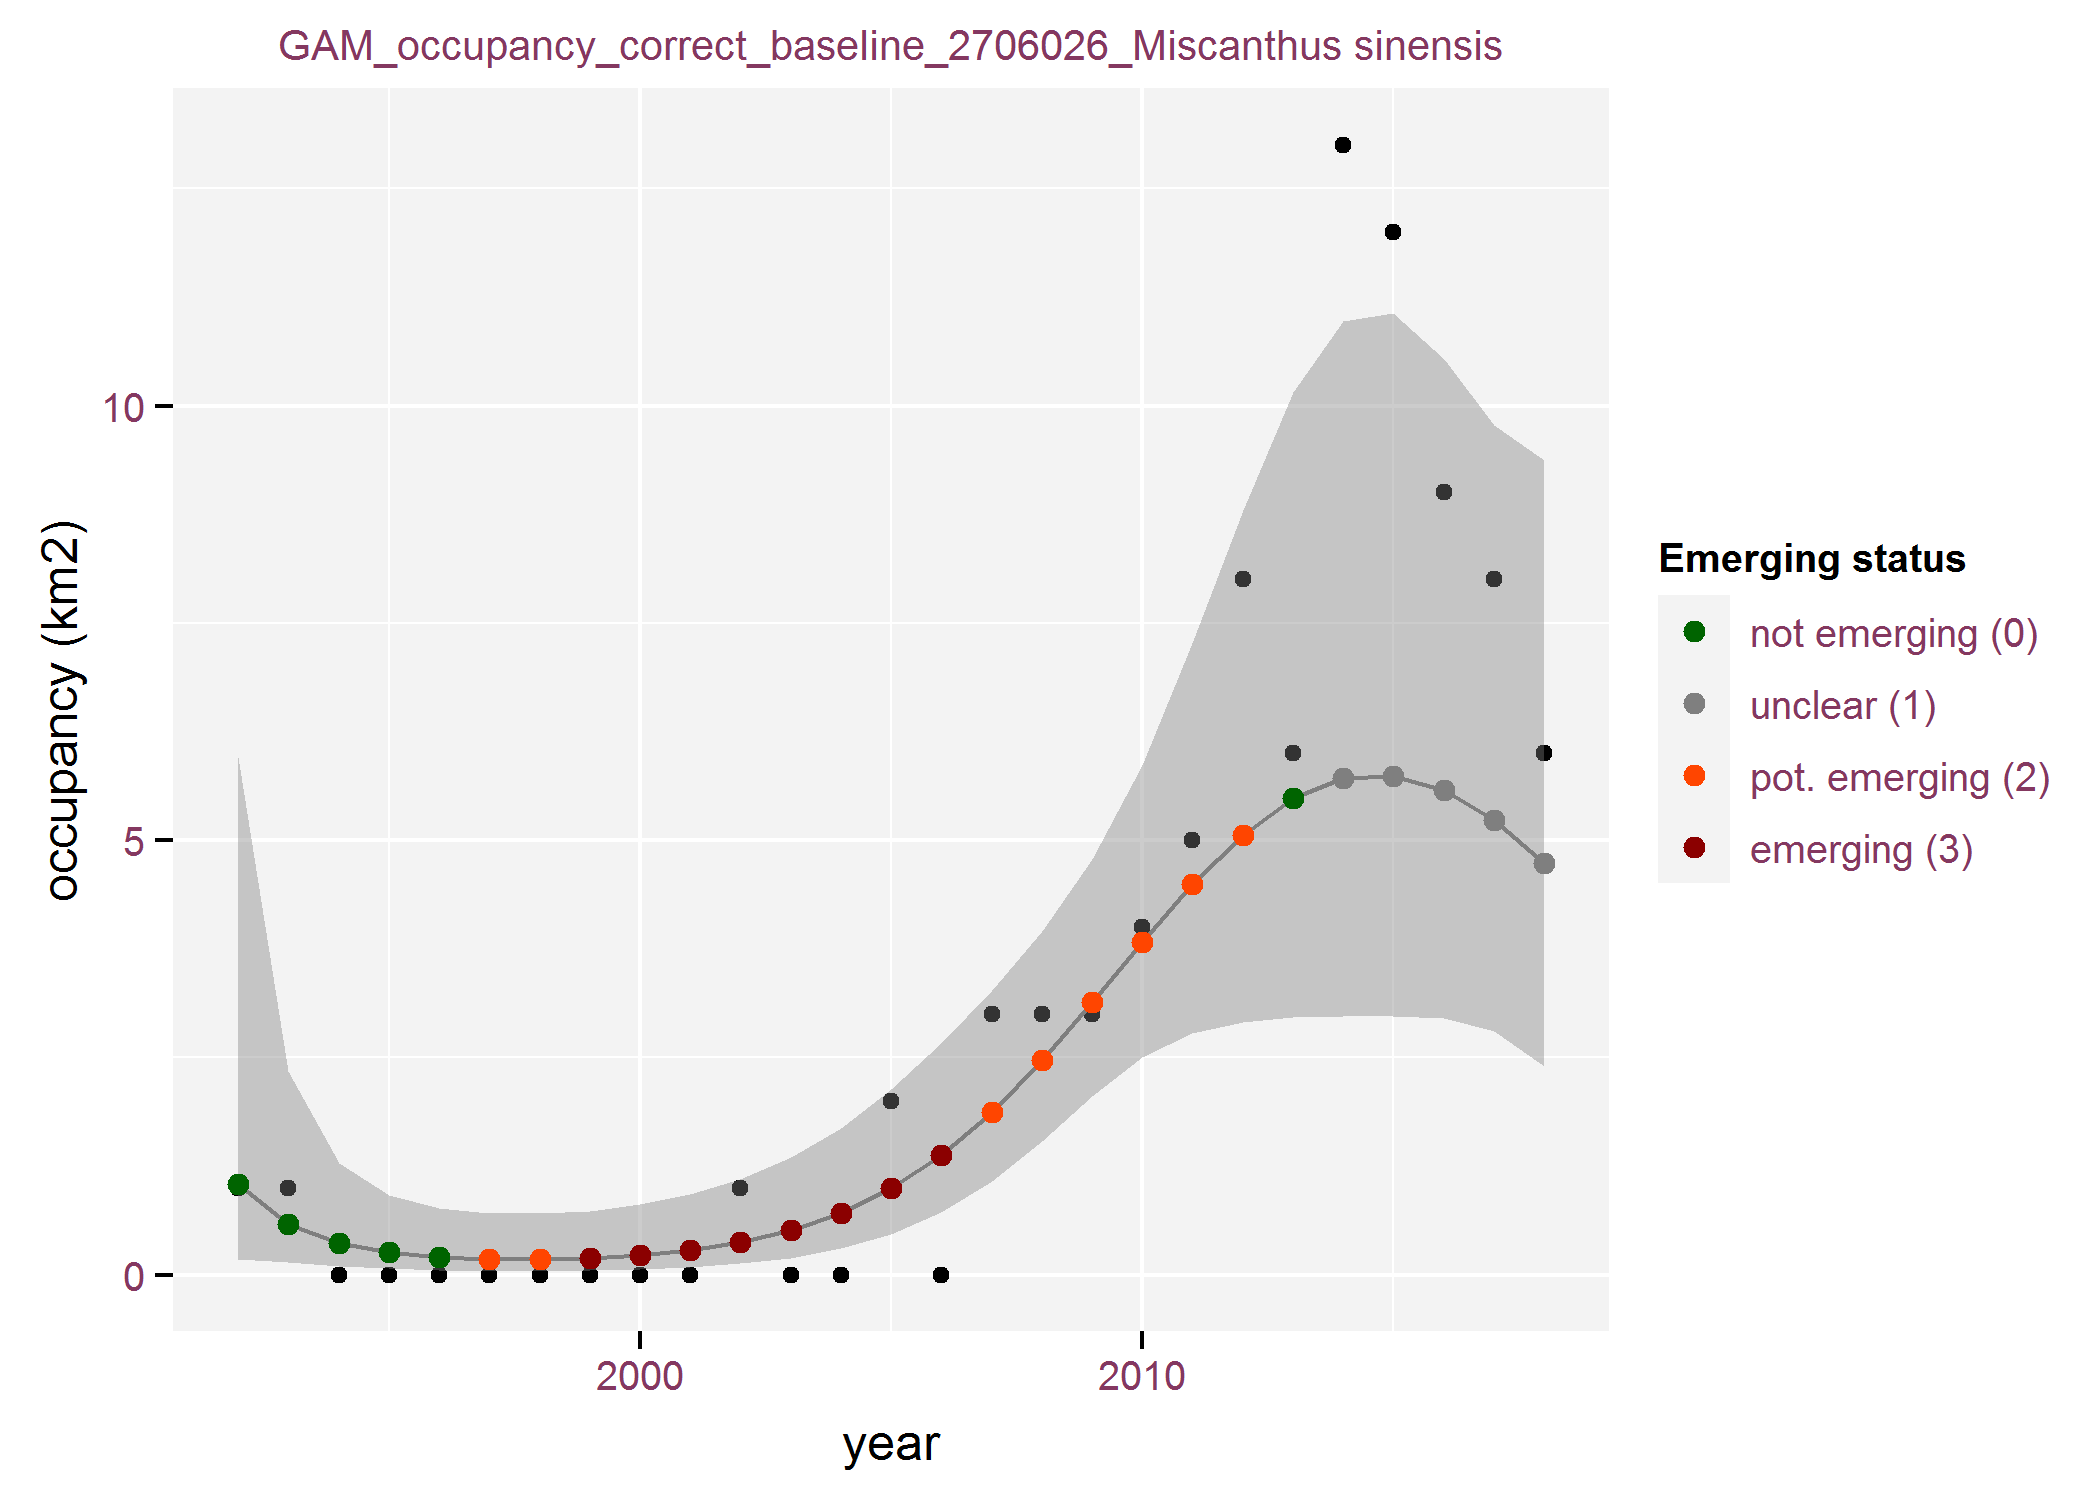 GAM_occupancy_correct_baseline_2706026_Miscanthus sinensis
occupancy (km2)
10
5
0
2000
2010
year
Emerging status
not emerging (0)
unclear (1)
pot. emerging (2)
emerging (3)